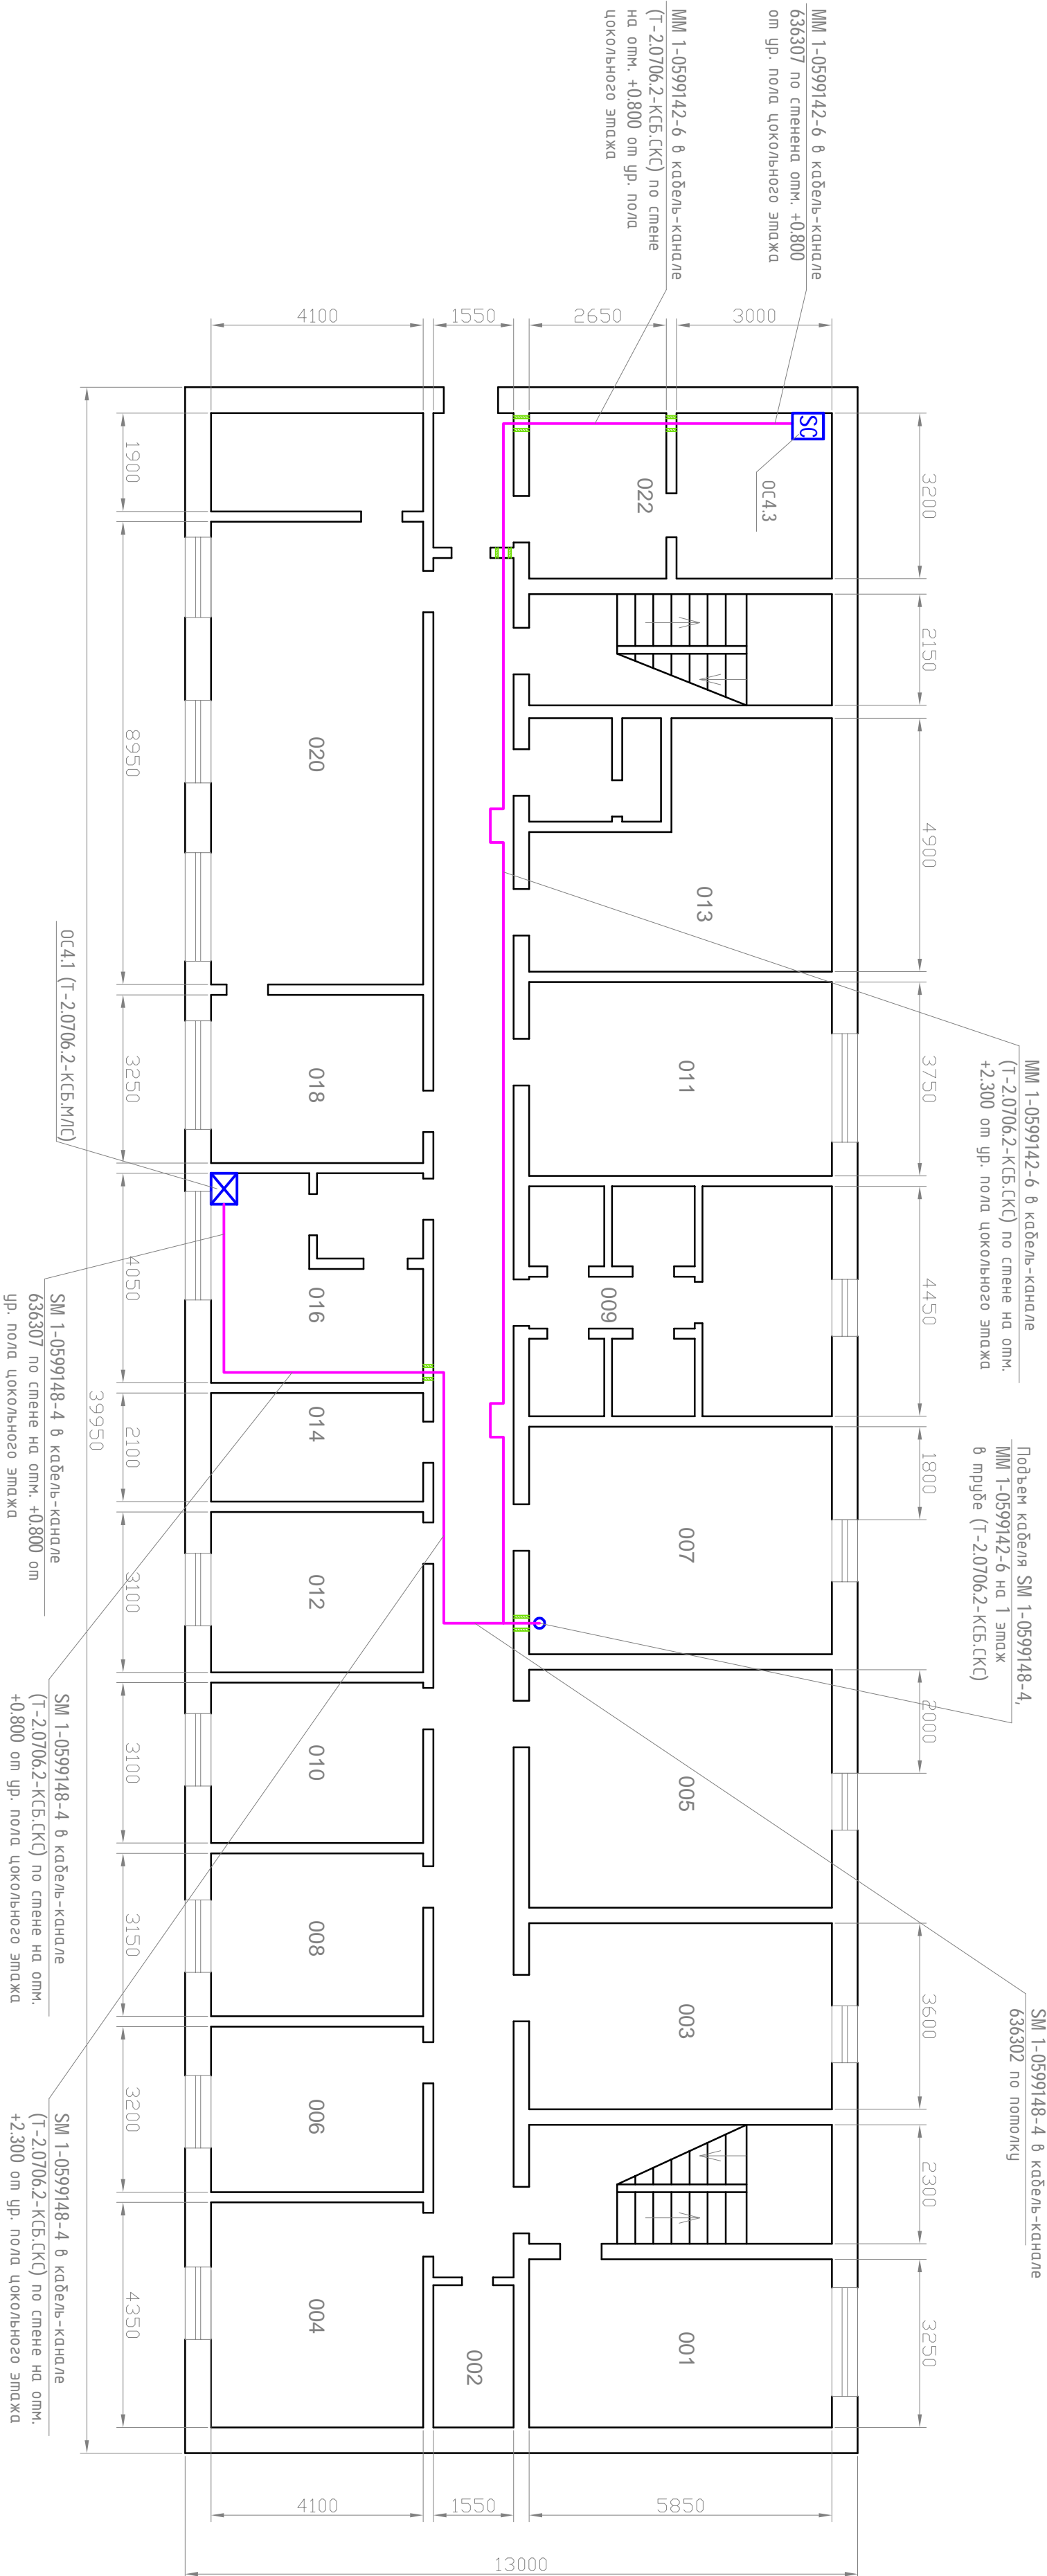 ММ 1-0599142-6 в кабель-канале
636307 по стенена отм. +0.800
от ур. пола цокольного этажа
ММ 1-0599142-6 в кабель-канале
(Т-2.0706.2-КСБ.СКС) по стене
на отм. +0.800 от ур. пола
цокольного этажа
ММ 1-0599142-6 в кабель-канале
(Т-2.0706.2-КСБ.СКС) по стене на отм.
+2.300 от ур. пола цокольного этажа
Подъем кабеля SM 1-0599148-4,
ММ 1-0599142-6 на 1 этаж
в трубе (Т-2.0706.2-КСБ.СКС)
SM 1-0599148-4 в кабель-канале
636302 по потолку
3200
2150
4900
3750
4450
1800
2000
3600
2300
3250
3000
2650
1550
4100
SC
ОС4.3
022
013
011
009
007
005
003
001
002
020
018
016
014
012
010
008
006
004
5850
1550
4100
13000
1900
8950
3250
4050
2100
3100
3100
3150
3200
4350
39950
ОС4.1 (Т-2.0706.2-КСБ.МЛС)
SM 1-0599148-4 в кабель-канале
636307 по стене на отм. +0.800 от
ур. пола цокольного этажа
SM 1-0599148-4 в кабель-канале
(Т-2.0706.2-КСБ.СКС) по стене на отм.
+0.800 от ур. пола цокольного этажа
SM 1-0599148-4 в кабель-канале
(Т-2.0706.2-КСБ.СКС) по стене на отм.
+2.300 от ур. пола цокольного этажа